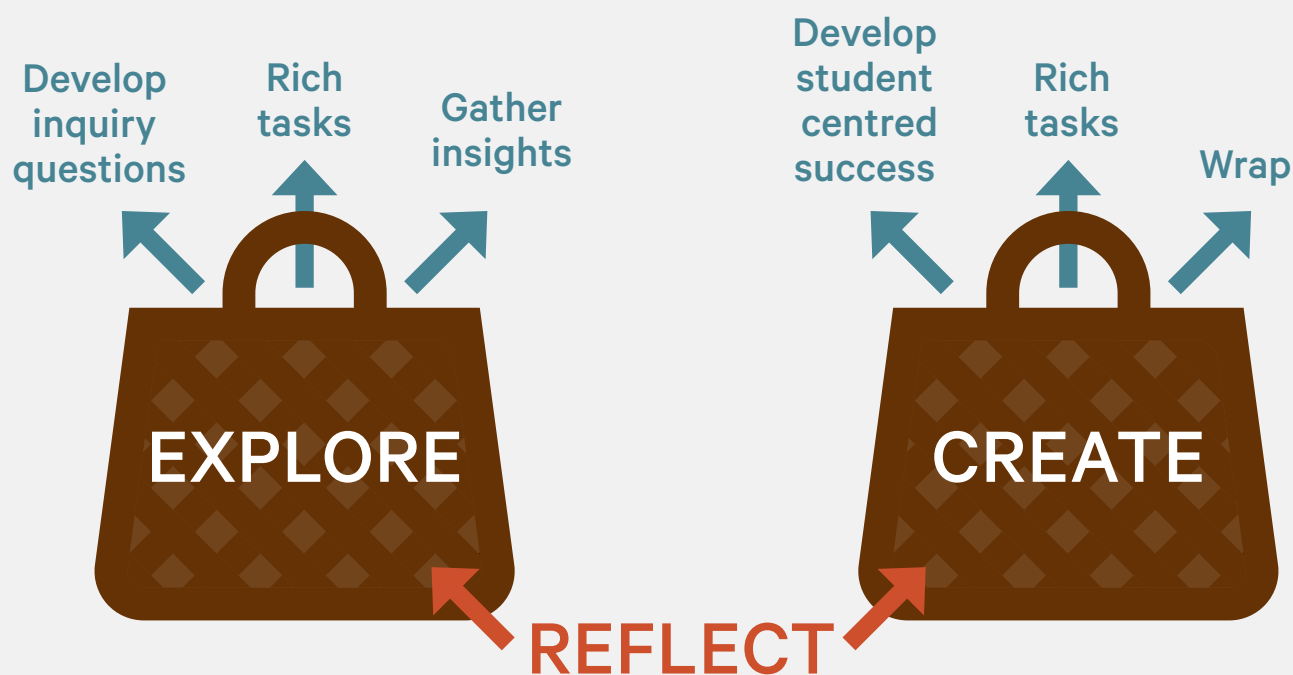 Develop
inquiry
questions
Rich
tasks
Gather
insights
EXPLORE
Develop
student
centred
success
Rich
tasks
Wrap
CREATE
REFLECT